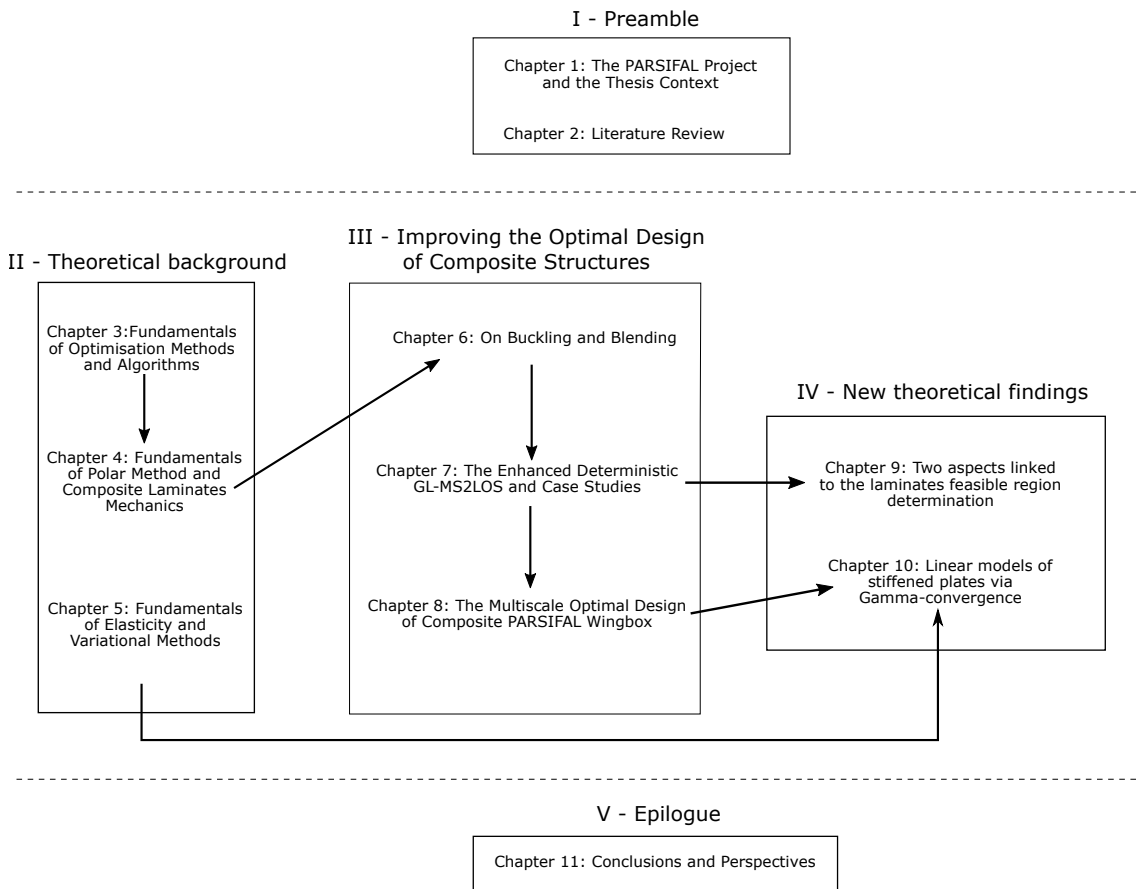 I - Preamble
Chapter 1: The PARSIFAL Project
and the Thesis Context
Chapter 2: Literature Review
II - Theoretical background
Chapter 3:Fundamentals
of Optimisation Methods
and Algorithms
Chapter 4: Fundamentals
of Polar Method and
Composite Laminates
Mechanics
Chapter 5: Fundamentals
of Elasticity and
Variational Methods
III - Improving the Optimal Design
of Composite Structures
Chapter 6: On Buckling and Blending
Chapter 7: The Enhanced Deterministic
GL-MS2LOS and Case Studies
Chapter 8: The Multiscale Optimal Design
of Composite PARSIFAL Wingbox
IV - New theoretical findings
Chapter 9: Two aspects linked
to the laminates feasible region
determination
Chapter 10: Linear models of
stiffened plates via
Gamma-convergence
V - Epilogue
Chapter 11: Conclusions and Perspectives